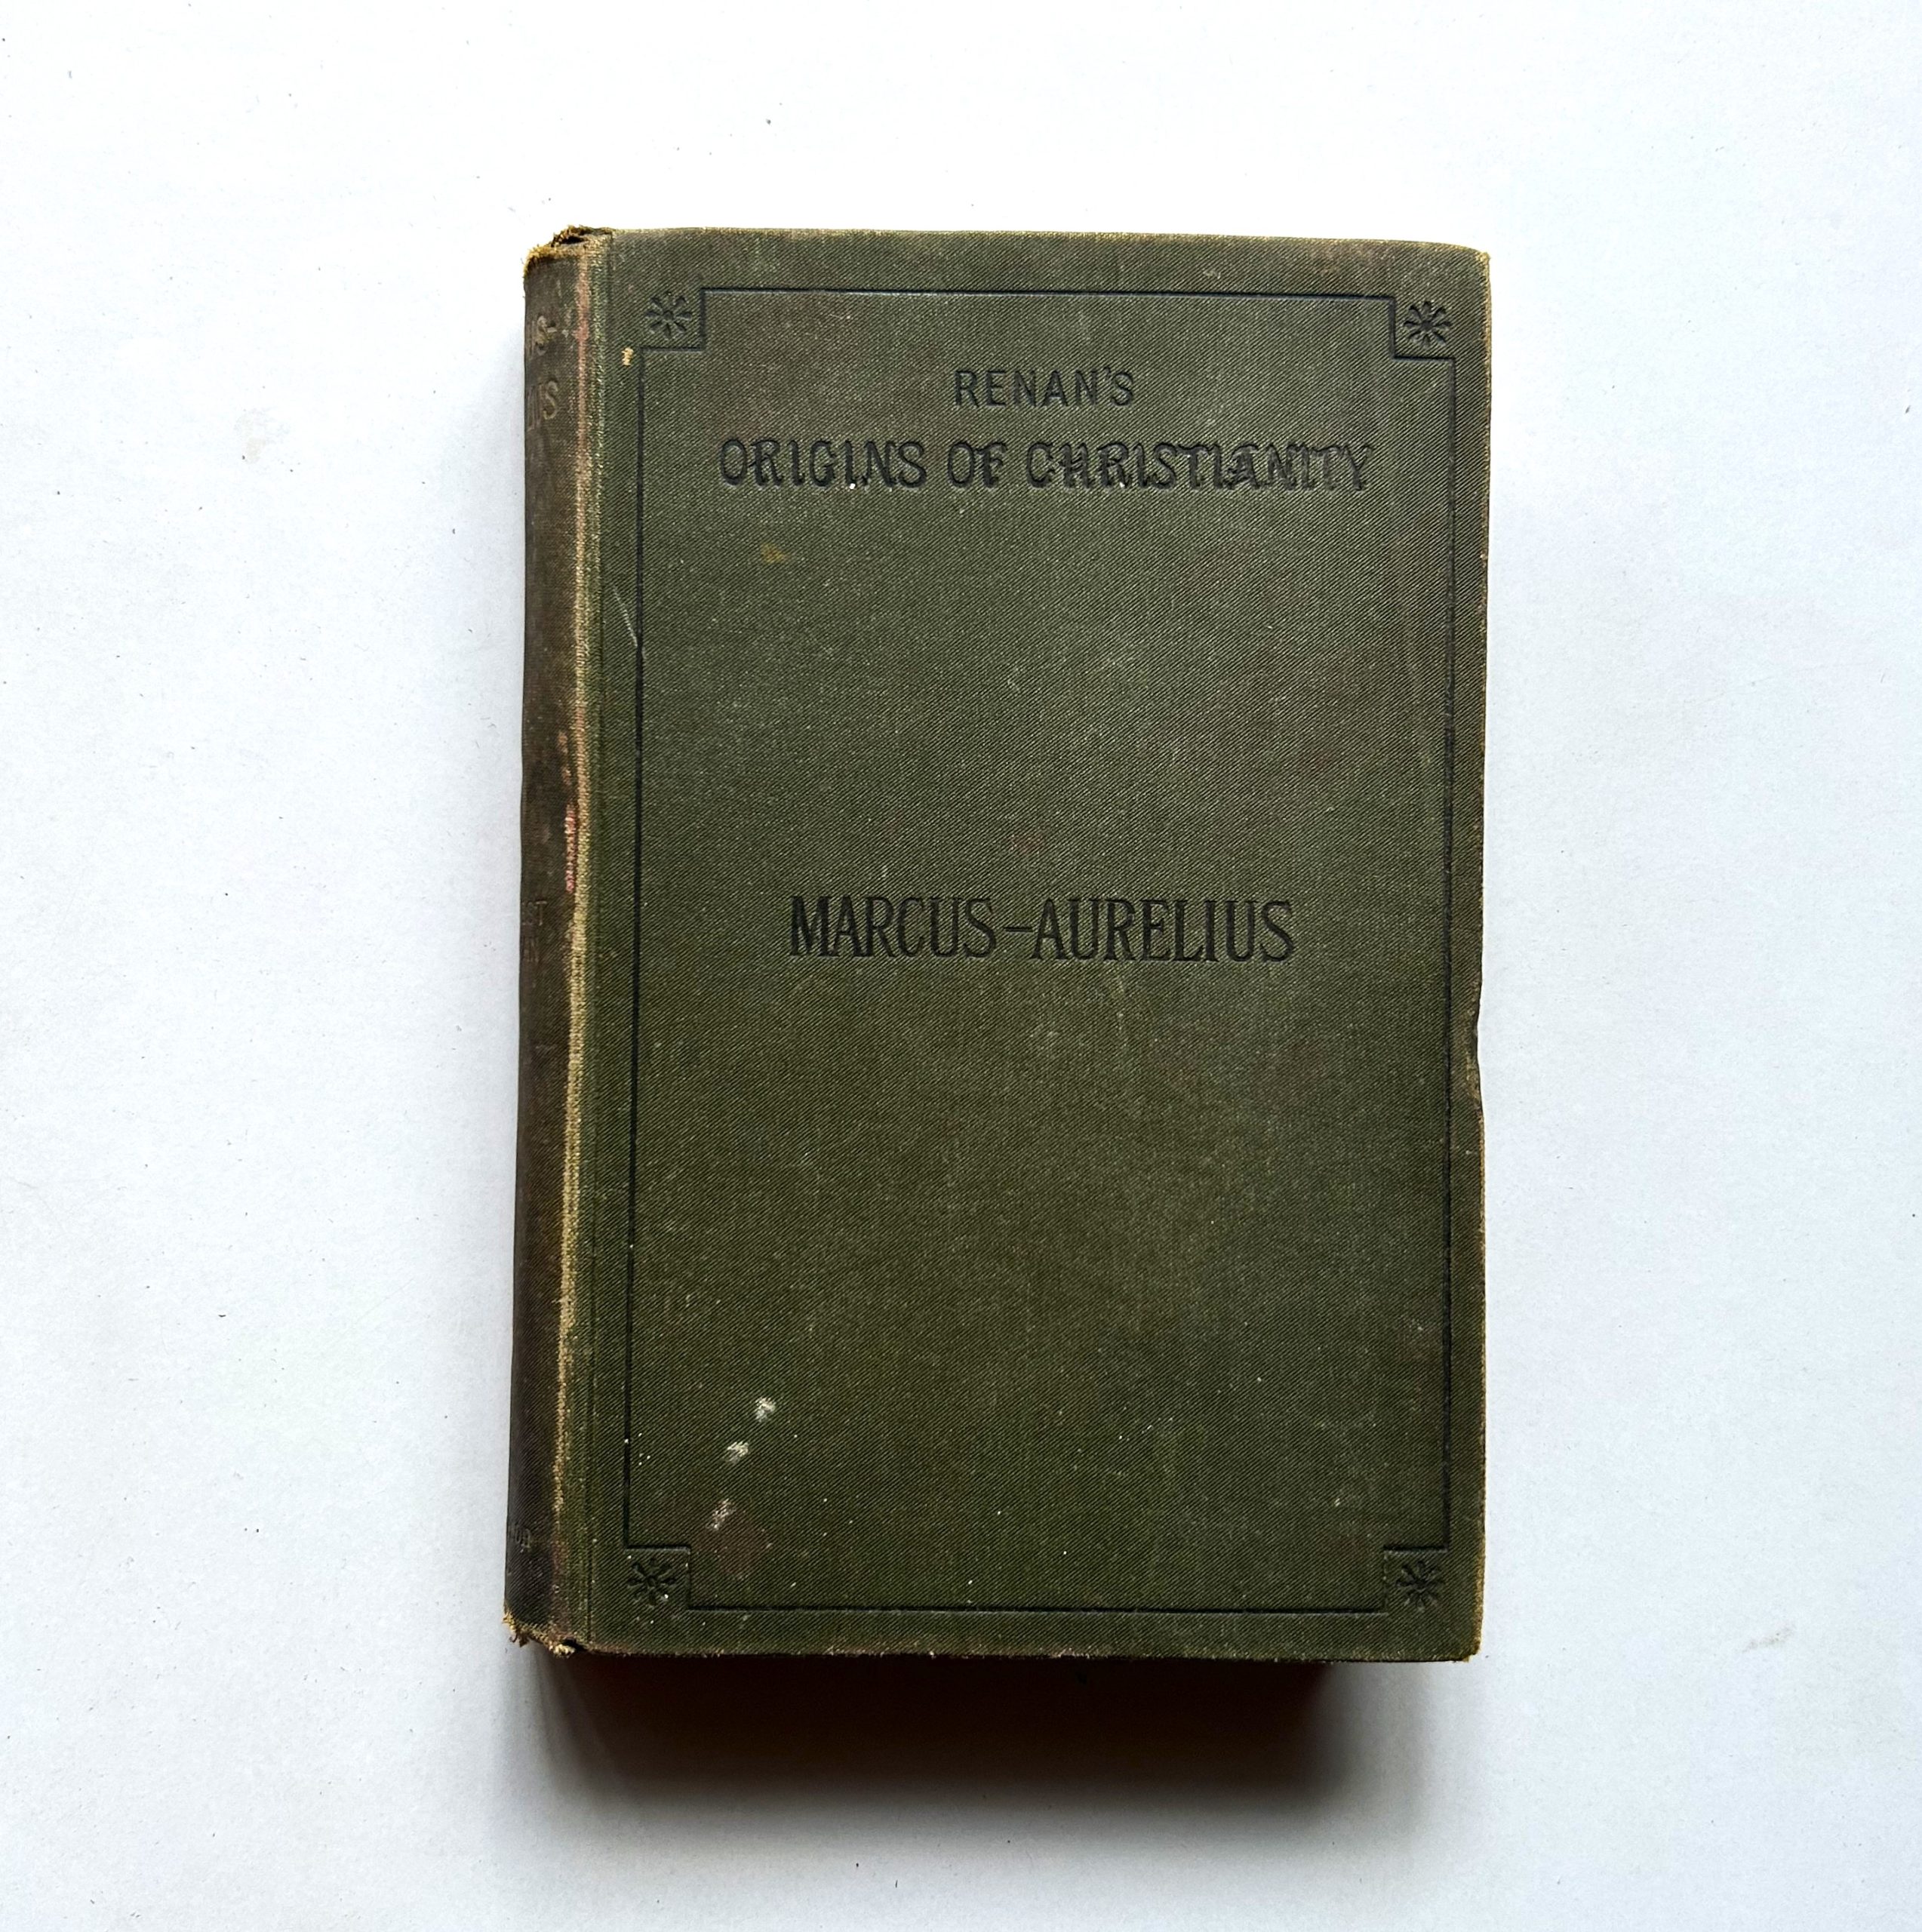 RENAN'S
ORIGINS OF CHRISTIANITY
MARCUS-AURELIUS